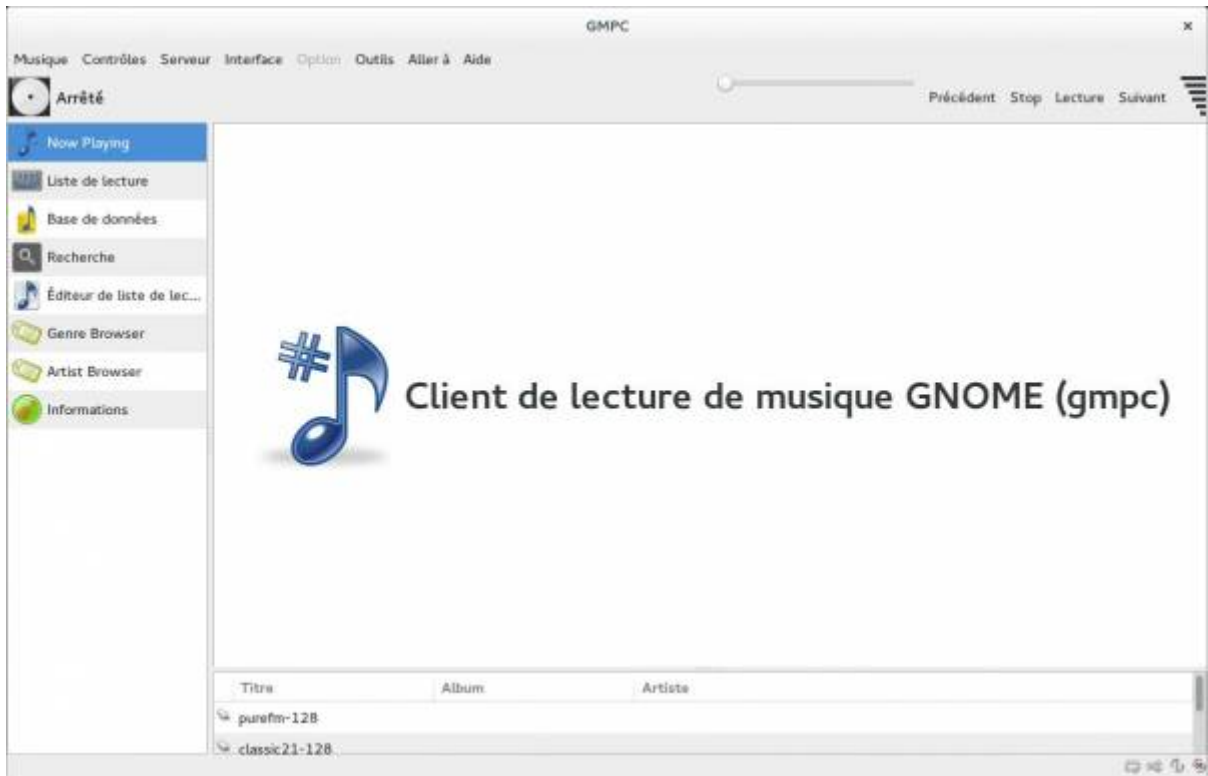 GMPC
Musique Contrôles Serveur Interface Option Outils Aller à Aide
Arrêté
Précédent Stop Lecture Suivant
Now Playing
Liste de lecture
Base de données
Recherche
Éditeur de liste de lec...
Genre Browser
Artist Browser
Informations
Client de lecture de musique GNOME (gmpc)
Titre Album Artiste
purefm-128
classic21-128